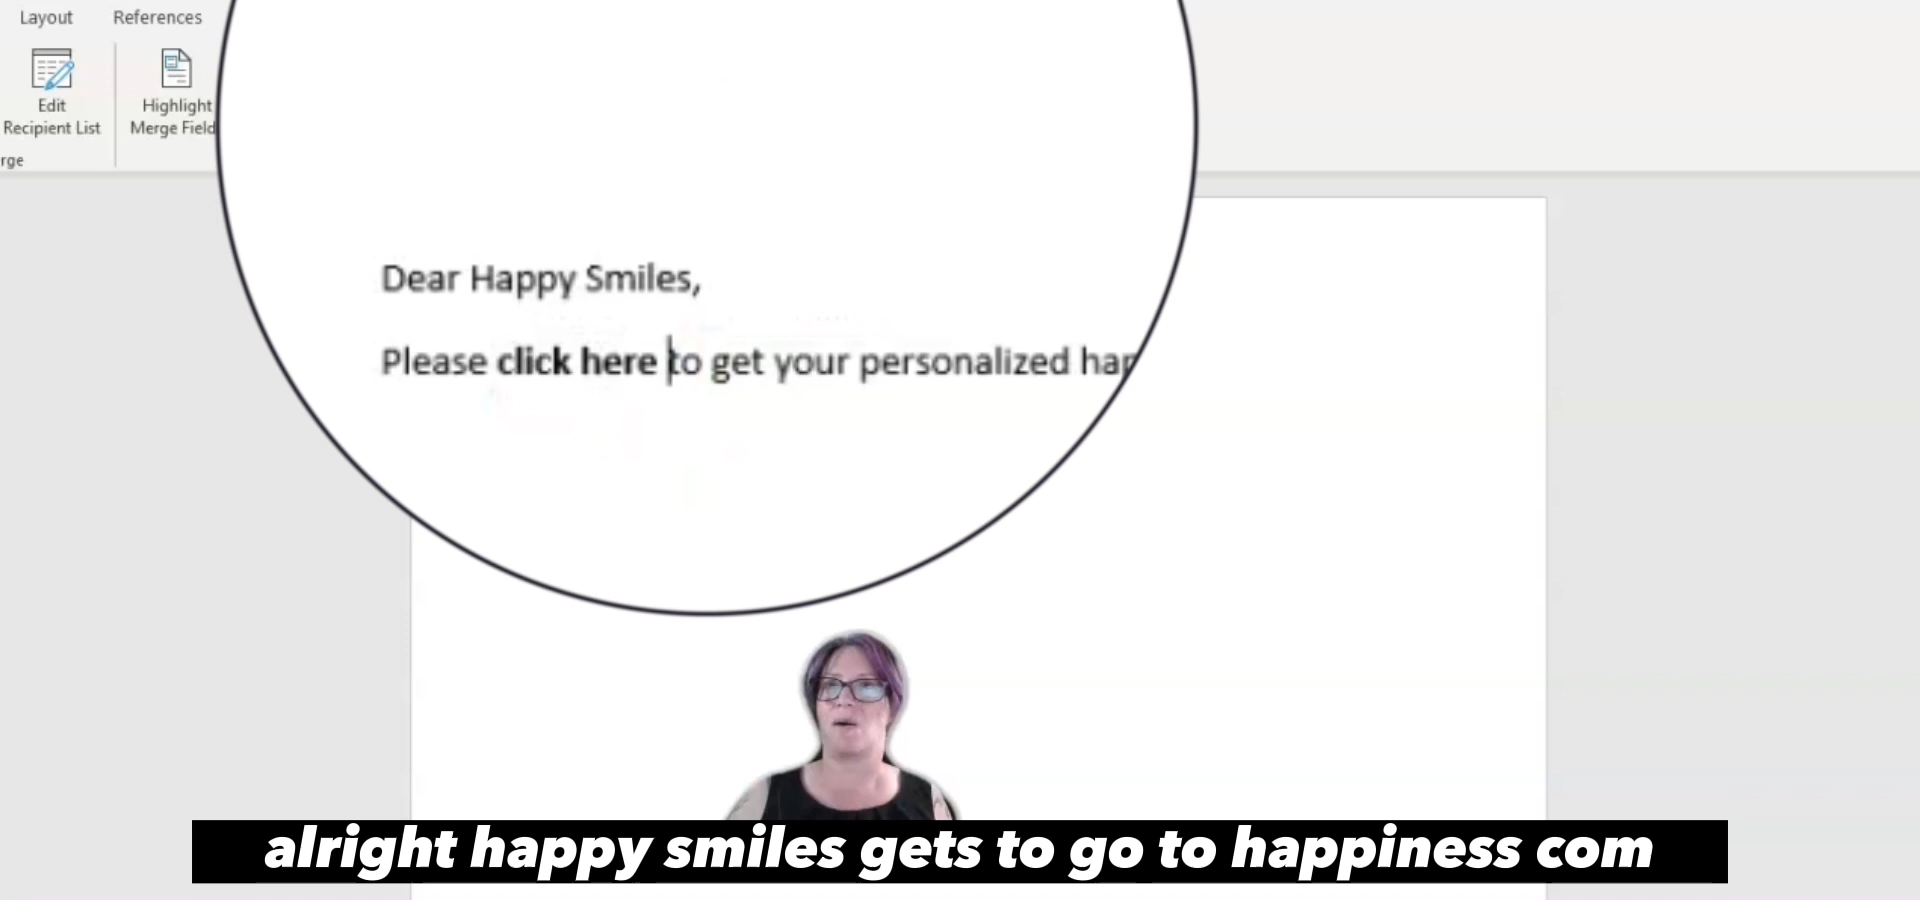 Layout References
Edit
Recipient List
Highlight
Merge Field
rge
Dear Happy Smiles,
Please click here to get your personalized hap
alright happy smiles gets to go to happiness com